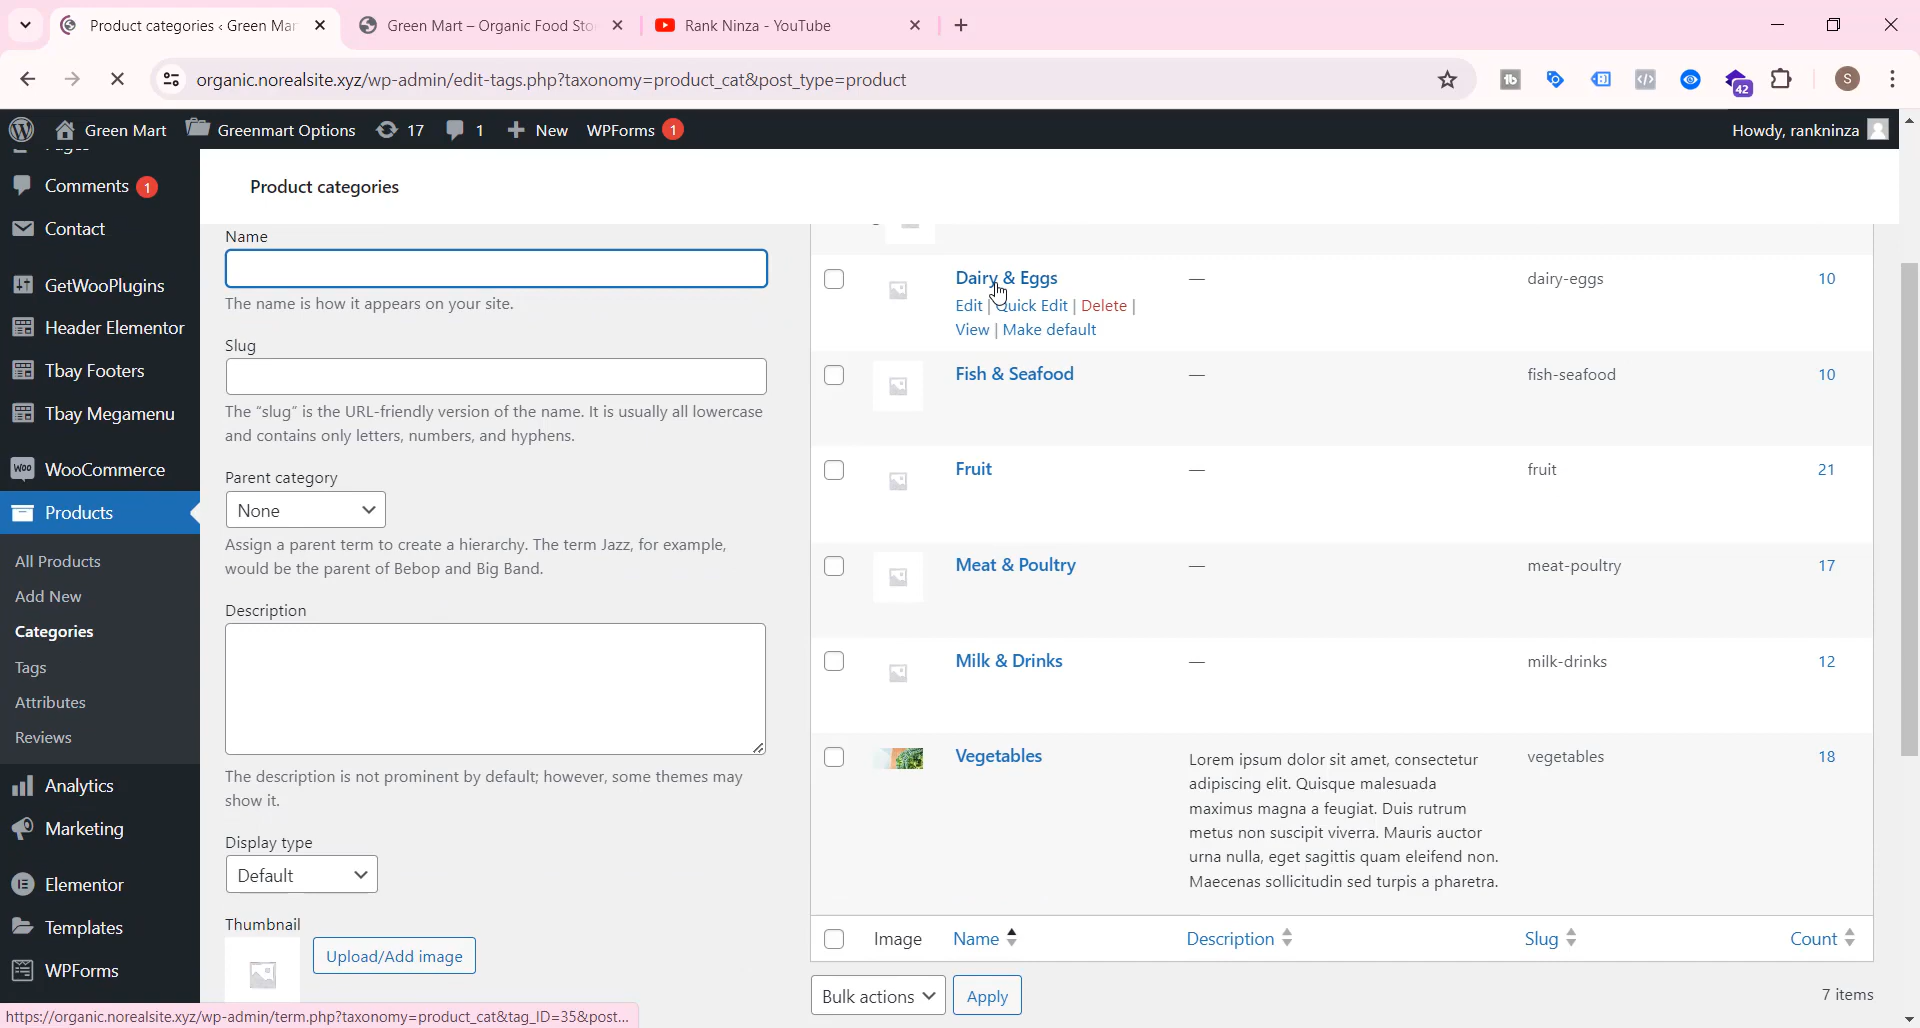 Product categories ‹ Green Mar
Green Mart – Organic Food Sto
Rank Ninza - YouTube
organic.norealsite.xyz/wp-admin/edit-tags.php?taxonomy=product_cat&post_type=product
42
S
Green Mart
Greenmart Options
17
1
New
WPForms 1
Howdy, rankninza
Comments 1
Contact
GetWooPlugins
Header Elementor
Tbay Footers
Tbay Megamenu
WooCommerce
Products
All Products
Add New
Categories
Tags
Attributes
Reviews
Analytics
Marketing
Elementor
Templates
WPForms
Product categories
Name
The name is how it appears on your site.
Slug
The “slug” is the URL-friendly version of the name. It is usually all lowercase
and contains only letters, numbers, and hyphens.
Parent category
None
Assign a parent term to create a hierarchy. The term Jazz, for example,
would be the parent of Bebop and Big Band.
Description
The description is not prominent by default; however, some themes may
show it.
Display type
Default
Thumbnail
Upload/Add image
Dairy & Eggs — dairy-eggs 10
Edit | Quick Edit | Delete |
View | Make default
Fish & Seafood — fish-seafood 10
Fruit — fruit 21
Meat & Poultry — meat-poultry 17
Milk & Drinks — milk-drinks 12
Vegetables vegetables 18
Lorem ipsum dolor sit amet, consectetur
adipiscing elit. Quisque malesuada
maximus magna a feugiat. Duis rutrum
metus non suscipit viverra. Mauris auctor
urna nulla, eget sagittis quam eleifend non.
Maecenas sollicitudin sed turpis a pharetra.
Image Name Description Slug Count
Bulk actions Apply 7 items
https://organic.norealsite.xyz/wp-admin/term.php?taxonomy=product_cat&tag_ID=35&post...